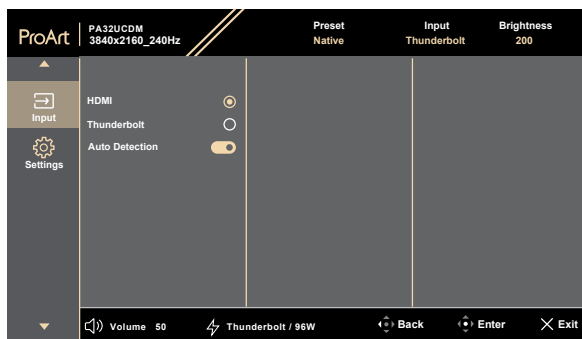 ProArt
PA32UCDM
3840x2160_240Hz
Preset
Native
Input
Thunderbolt
Brightness
200
Input
Settings
HDMI
Thunderbolt
Auto Detection
Volume 50
Thunderbolt / 96W
Back
Enter
Exit